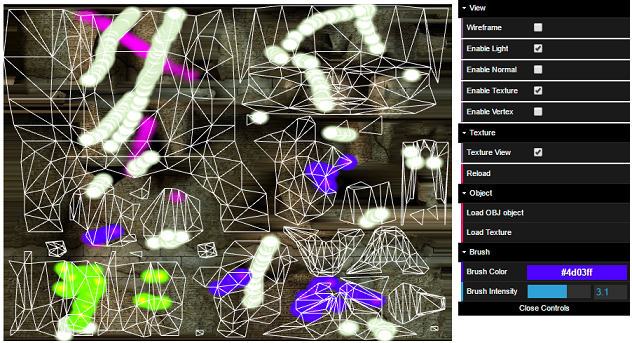 View
Wireframe
Enable Light
Enable Normal
Enable Texture
Enable Vertex
Texture
Texture View
Reload
Object
Load OBJ object
Load Texture
Brush
Brush Color #4d03ff
Brush Intensity 3.1
Close Controls